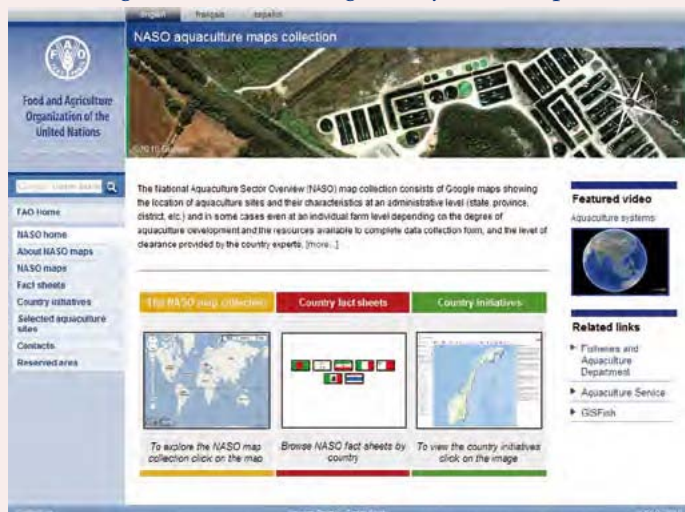 english français español
NASO aquaculture maps collection
FAO
Food and Agriculture
Organization of the
United Nations
FAO Home
NASO home
About NASO maps
NASO maps
Fact sheets
Country initiatives
Selected aquaculture
sites
Contacts
Reserved area
The National Aquaculture Sector Overview (NASO) map collection consists of Google maps showing
the location of aquaculture sites and their characteristics at an administrative level (state, province,
district, etc.) and in some cases even at an individual farm level depending on the degree of
aquaculture development and the resources available to complete data collection form, and the level of
clearance provided by the country experts. [more...]
The NASO map collection
To explore the NASO map
collection click on the map
Country fact sheets
Browse NASO fact sheets by
country
Country initiatives
To view the country initiatives
click on the image
Featured video
Aquaculture systems
Related links
Fisheries and
Aquaculture
Department
Aquaculture Service
GISFish